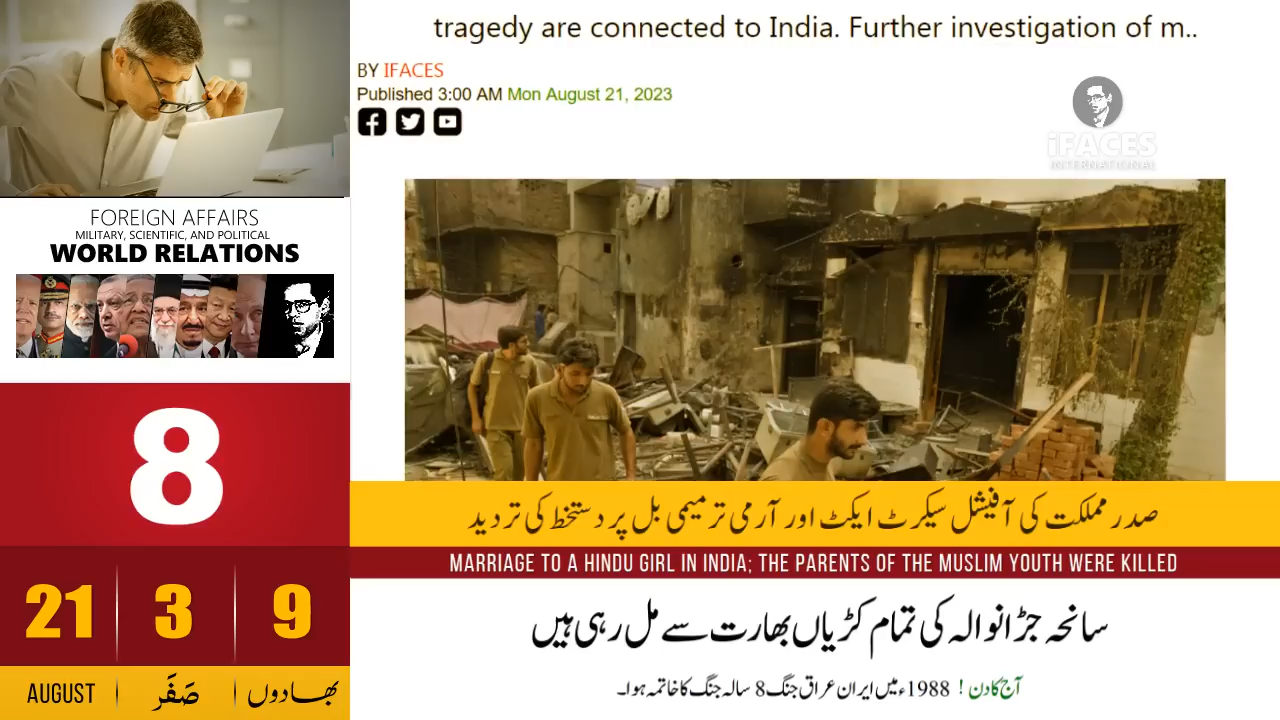 tragedy are connected to India. Further investigation of m..
BY IFACES
Published 3:00 AM Mon August 21, 2023
iFACES
INTERNATIONAL
FOREIGN AFFAIRS
MILITARY, SCIENTIFIC, AND POLITICAL
WORLD RELATIONS
8
21 3 9
AUGUST صَفَر بھادوں
صدر مملکت کی آفیشل سیکرٹ ایکٹ اور آرمی ترمیمی بل پر دستخط کی تردید
MARRIAGE TO A HINDU GIRL IN INDIA; THE PARENTS OF THE MUSLIM YOUTH WERE KILLED
سانحہ جڑانوالہ کی تمام کڑیاں بھارت سے مل رہی ہیں
آج کا دن ! 1988ء میں ایران عراق جنگ 8 سالہ جنگ کا خاتمہ ہوا۔